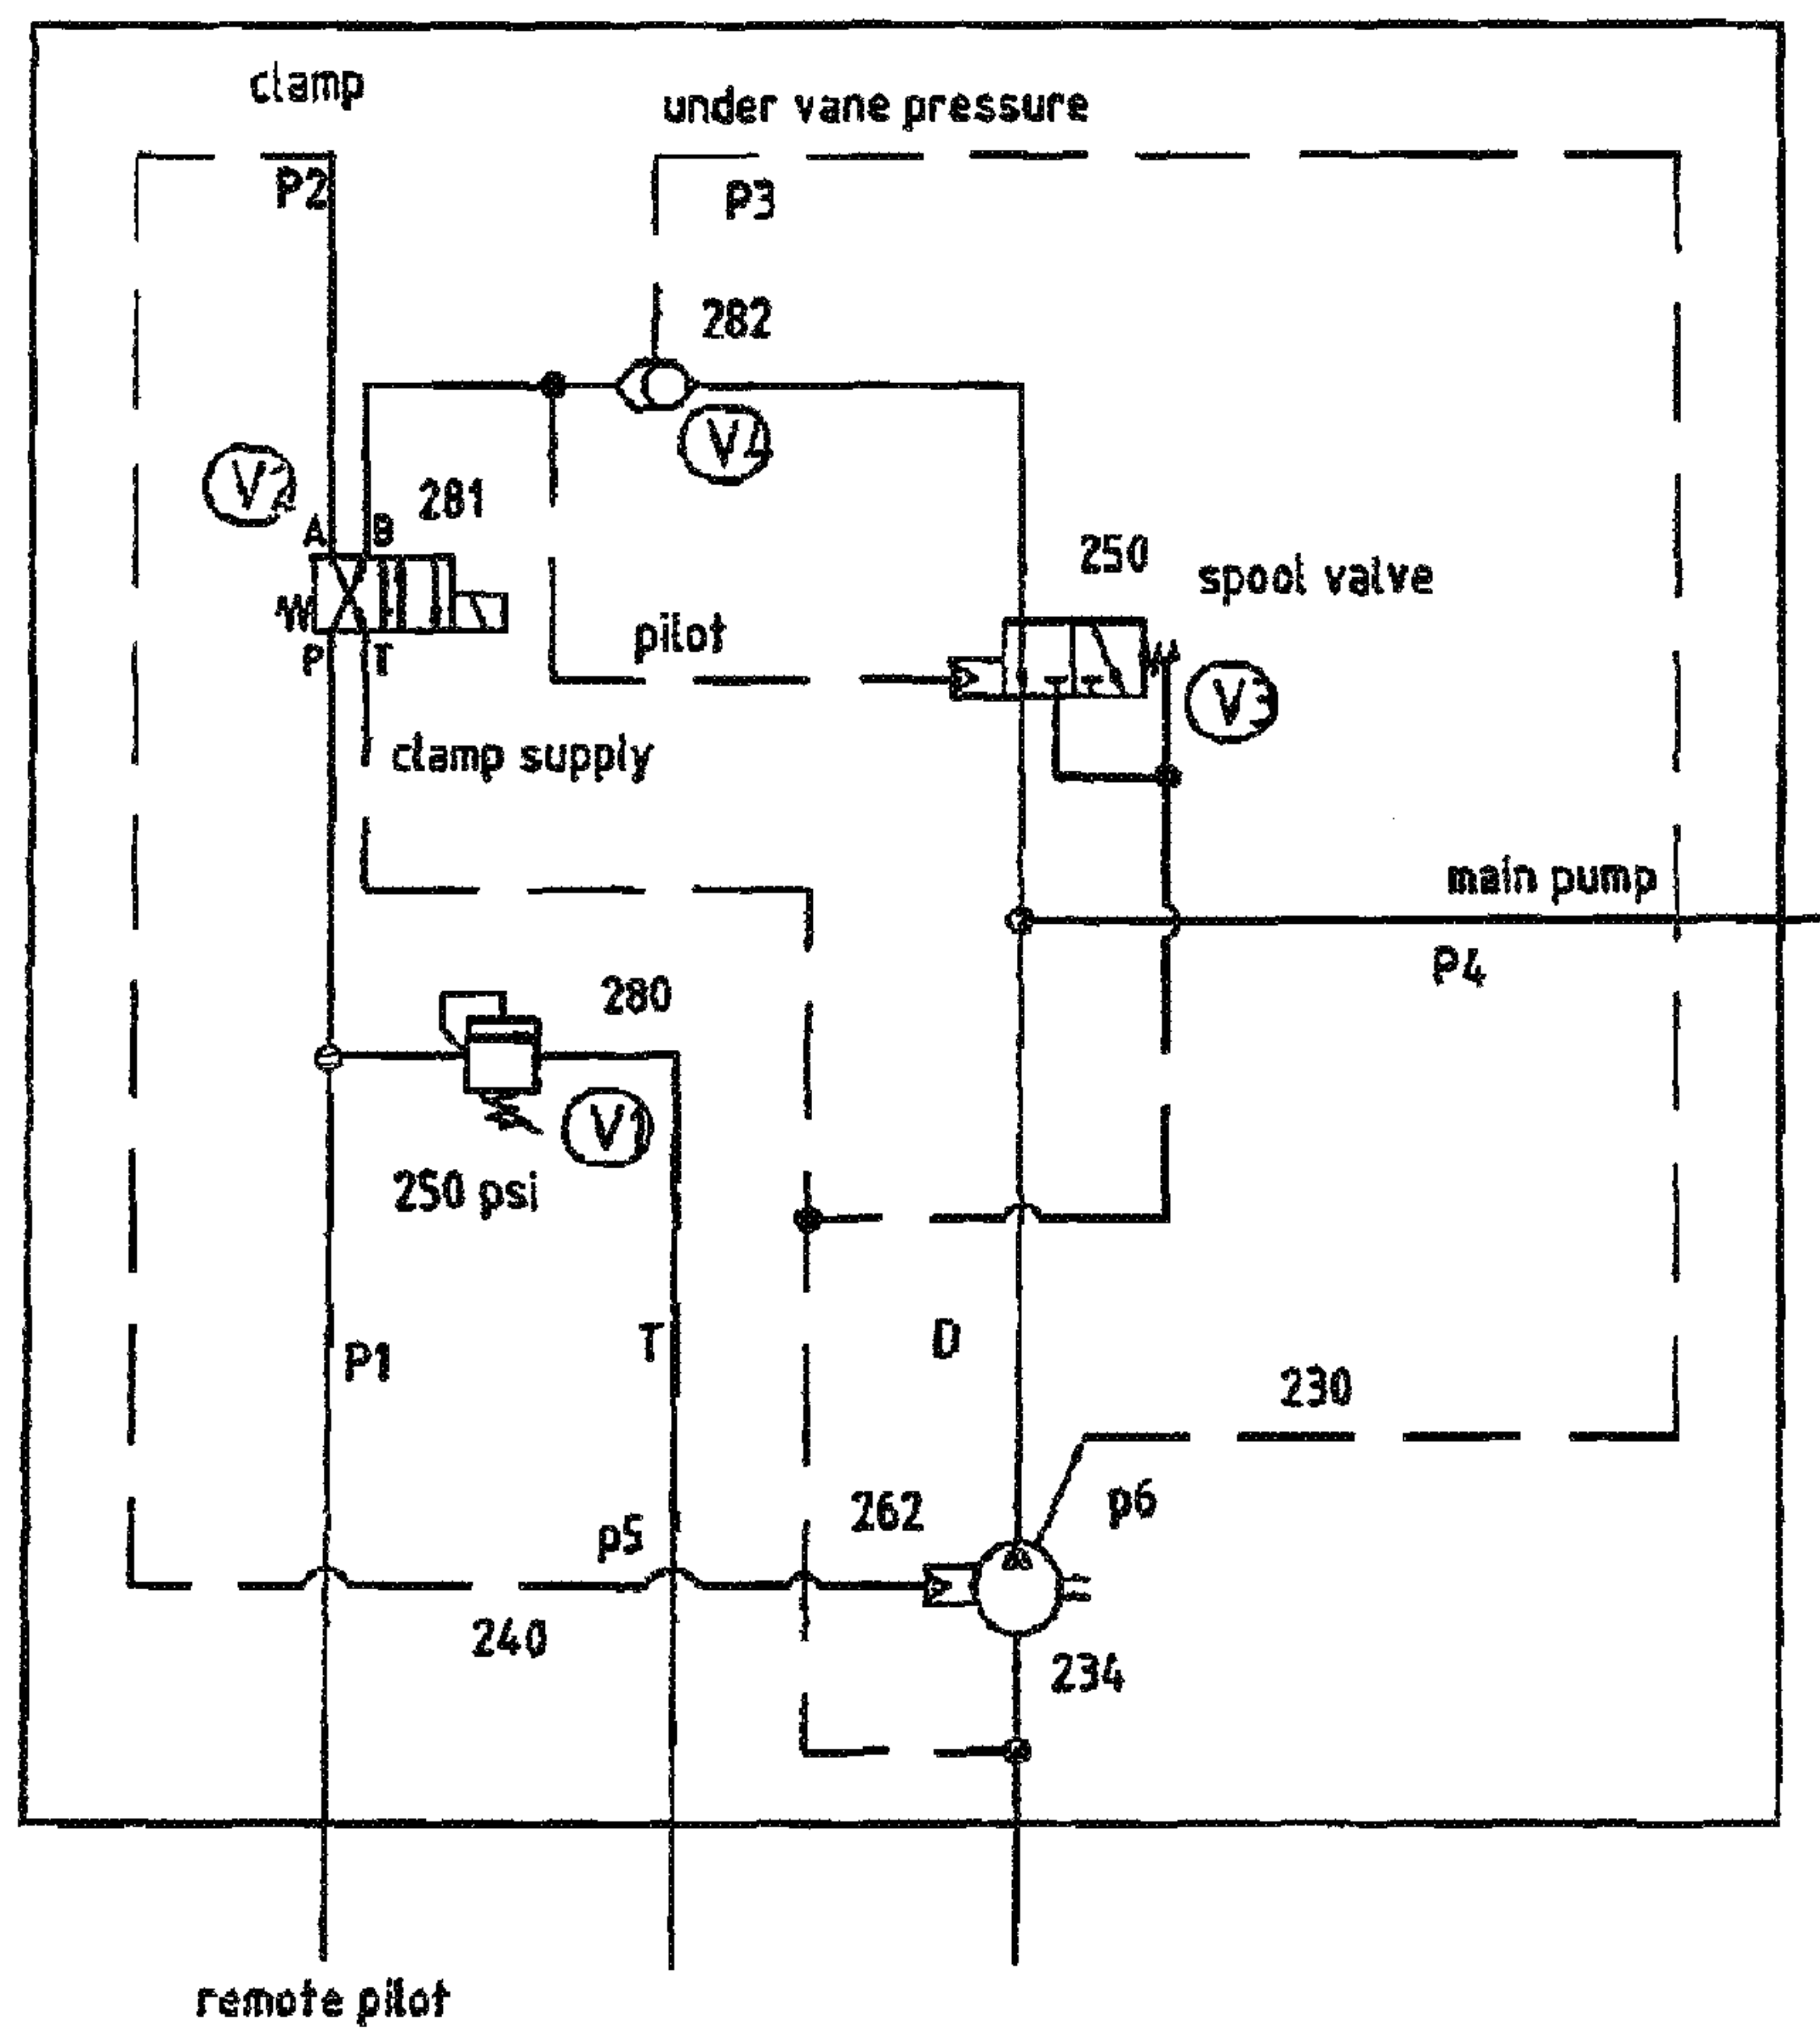 clamp
under vane pressure
P2
P3
282
V4
V2
281
A B
250
spool valve
pilot
P T
V3
clamp supply
main pump
P4
280
V1
250 psi
P1
T
D
230
262
p6
p5
240
234
remote pilot